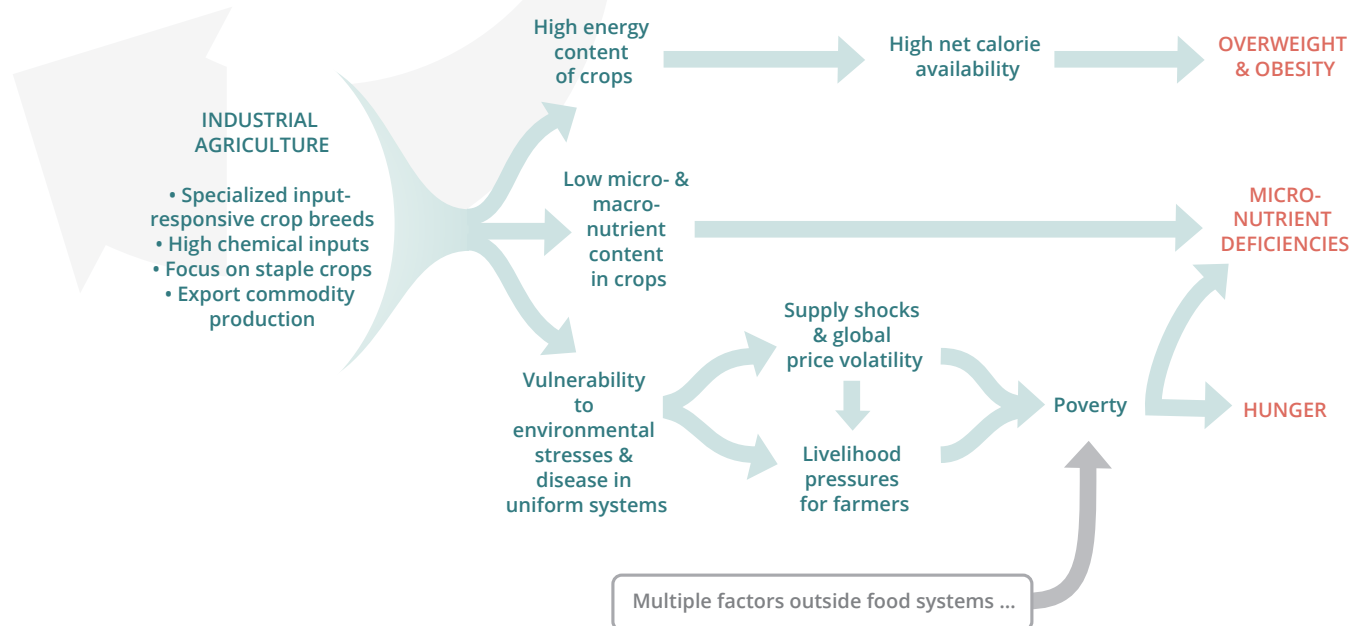 INDUSTRIAL
AGRICULTURE
• Specialized input-
responsive crop breeds
• High chemical inputs
• Focus on staple crops
• Export commodity
production
High energy
content
of crops
High net calorie
availability
OVERWEIGHT
& OBESITY
Low micro- &
macro-
nutrient
content
in crops
MICRO-
NUTRIENT
DEFICIENCIES
Vulnerability
to
environmental
stresses &
disease in
uniform systems
Supply shocks
& global
price volatility
Livelihood
pressures
for farmers
Poverty
HUNGER
Multiple factors outside food systems ...